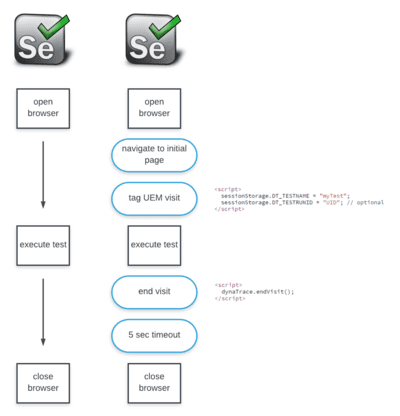 Se
Se
open
browser
open
browser
navigate to initial
page
tag UEM visit
<script>
sessionStorage.DT_TESTNAME = "myTest";
sessionStorage.DT_TESTRUNID = "UID"; // optional
</script>
execute test
execute test
end visit
<script>
dynaTrace.endVisit();
</script>
5 sec timeout
close
browser
close
browser